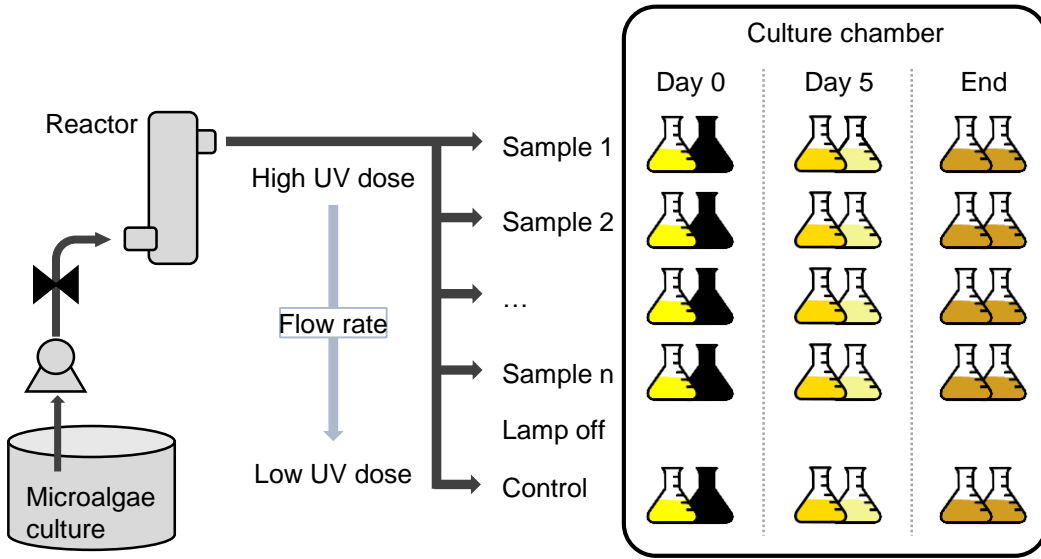 Culture chamber
Day 0
Day 5
End
Reactor
Sample 1
High UV dose
Sample 2
…
Flow rate
Sample n
Lamp off
Low UV dose
Control
Microalgae
culture